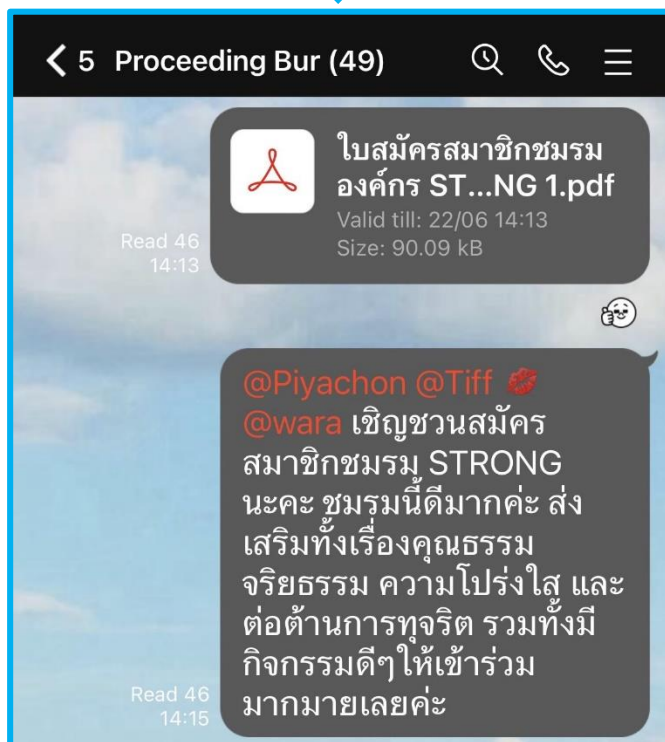 5 Proceeding Bur (49)
ใบสมัครสมาชิกชมรม
องค์กร ST...NG 1.pdf
Valid till: 22/06 14:13
Size: 90.09 kB
Read 46
14:13
@Piyachon @Tiff 💋
@wara เชิญชวนสมัคร
สมาชิกชมรม STRONG
นะคะ ชมรมนี้ดีมากค่ะ ส่ง
เสริมทั้งเรื่องคุณธรรม
จริยธรรม ความโปร่งใส และ
ต่อต้านการทุจริต รวมทั้งมี
กิจกรรมดีๆให้เข้าร่วม
มากมายเลยค่ะ
Read 46
14:15